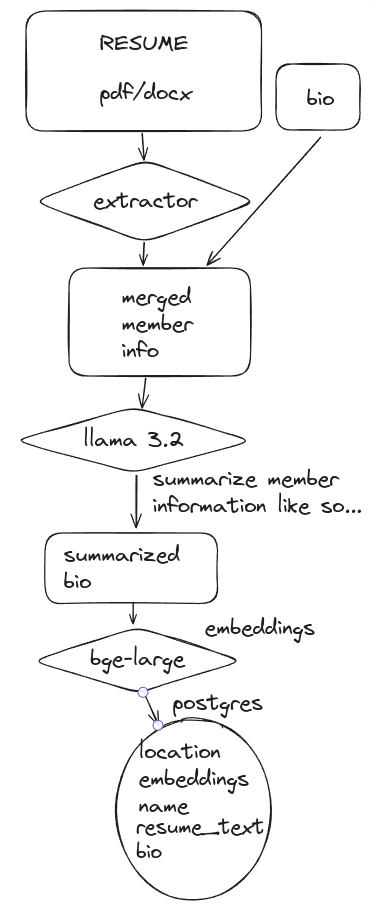 RESUME
pdf/docx
bio
extractor
merged
member
info
llama 3.2
summarize member
information like so...
summarized
bio
embeddings
bge-large
postgres
location
embeddings
name
resume_text
bio